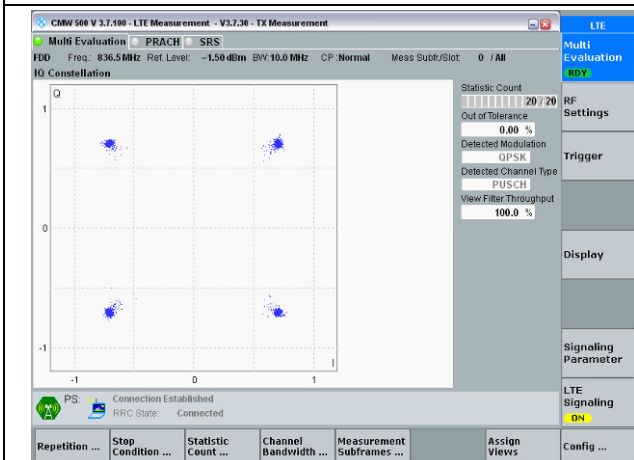 CMW 500 V 3.7.100 - LTE Measurement - V3.7.30 - TX Measurement
LTE
Multi Evaluation PRACH SRS
Multi
Evaluation
RDY
FDD Freq.: 836.5 MHz Ref. Level: -1.50 dBm BW: 10.0 MHz CP :Normal Meas Subfr./Slot: 0 / All
IQ Constellation
Statistic Count
20 / 20
Out of Tolerance
0.00 %
Detected Modulation
QPSK
Detected Channel Type
PUSCH
View Filter Throughput
100.0 %
Q
1
0
-1
I
-1 0 1
RF
Settings
Trigger
Display
Signaling
Parameter
LTE
Signaling
ON
PS: Connection Established
RRC State: Connected
Repetition ...
Stop
Condition ...
Statistic
Count ...
Channel
Bandwidth ...
Measurement
Subframes ...
Assign
Views
Config ...